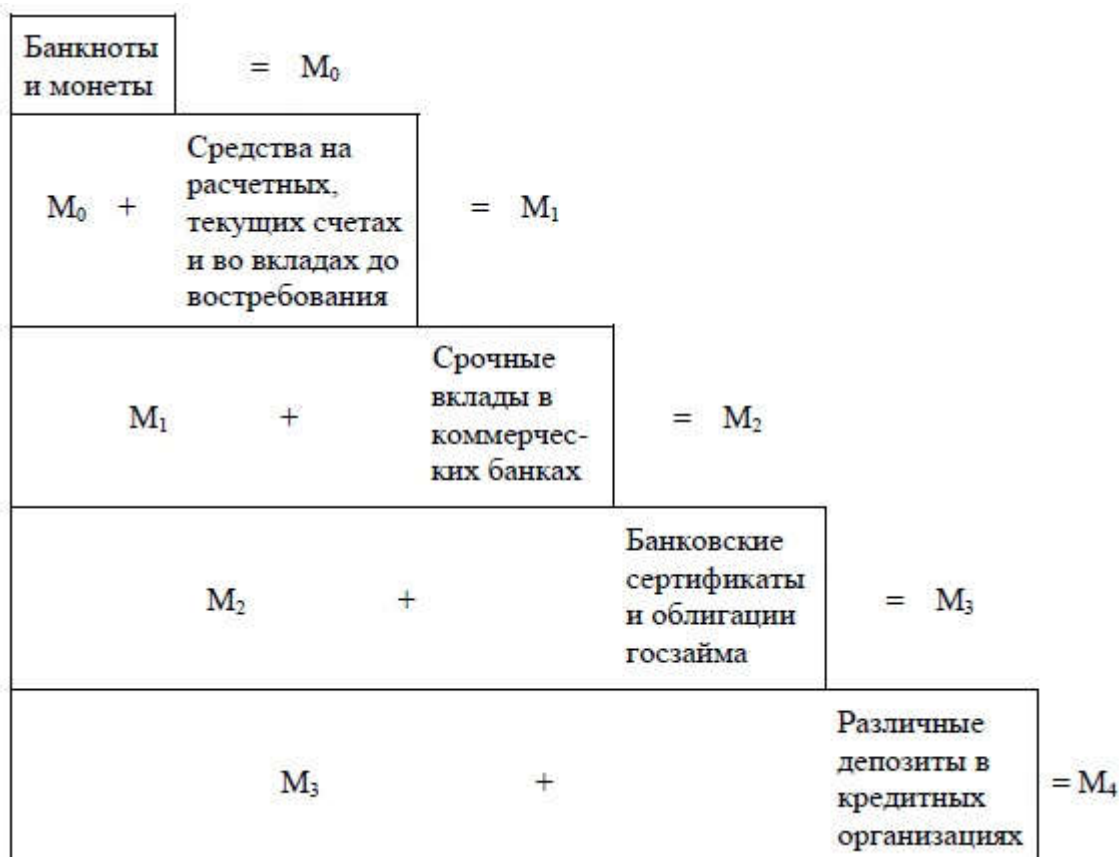 Банкноты
и монеты
= M₀
M₀ +
Средства на
расчетных,
текущих счетах
и во вкладах до
востребования
= M₁
M₁ +
Срочные
вклады в
коммерчес-
ких банках
= M₂
M₂ +
Банковские
сертификаты
и облигации
госзайма
= M₃
M₃ +
Различные
депозиты в
кредитных
организациях
= M₄